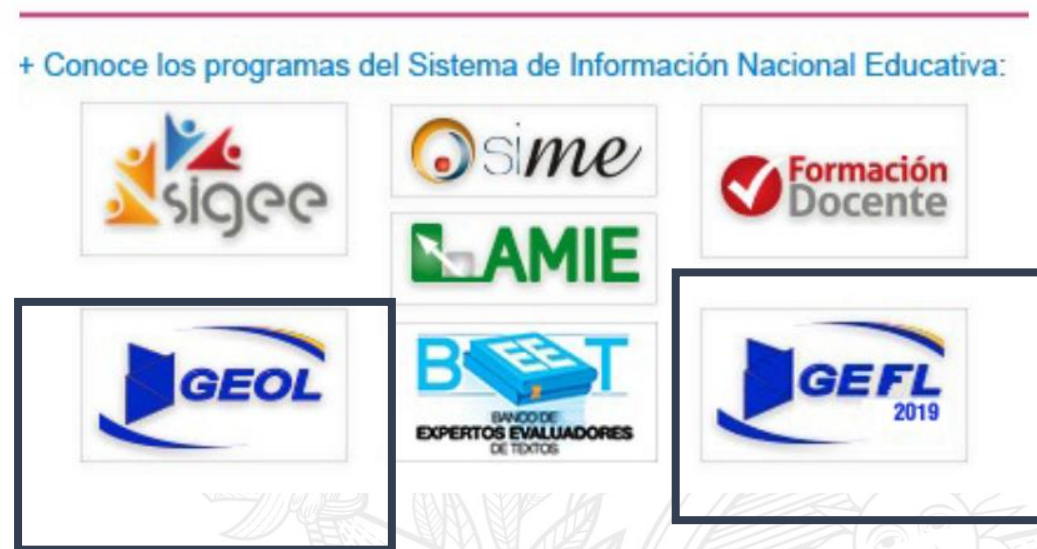 + Conoce los programas del Sistema de Información Nacional Educativa:
sigee
sime
Formación
Docente
AMIE
GEOL
BEET
BANCO DE
EXPERTOS EVALUADORES
DE TEXTOS
GEFL
2019